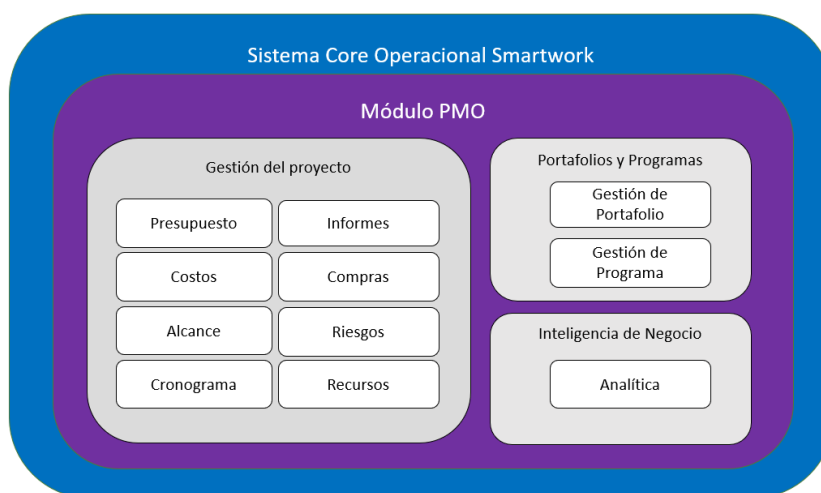 Sistema Core Operacional Smartwork
Módulo PMO
Gestión del proyecto
Presupuesto
Informes
Costos
Compras
Alcance
Riesgos
Cronograma
Recursos
Portafolios y Programas
Gestión de
Portafolio
Gestión de
Programa
Inteligencia de Negocio
Analítica